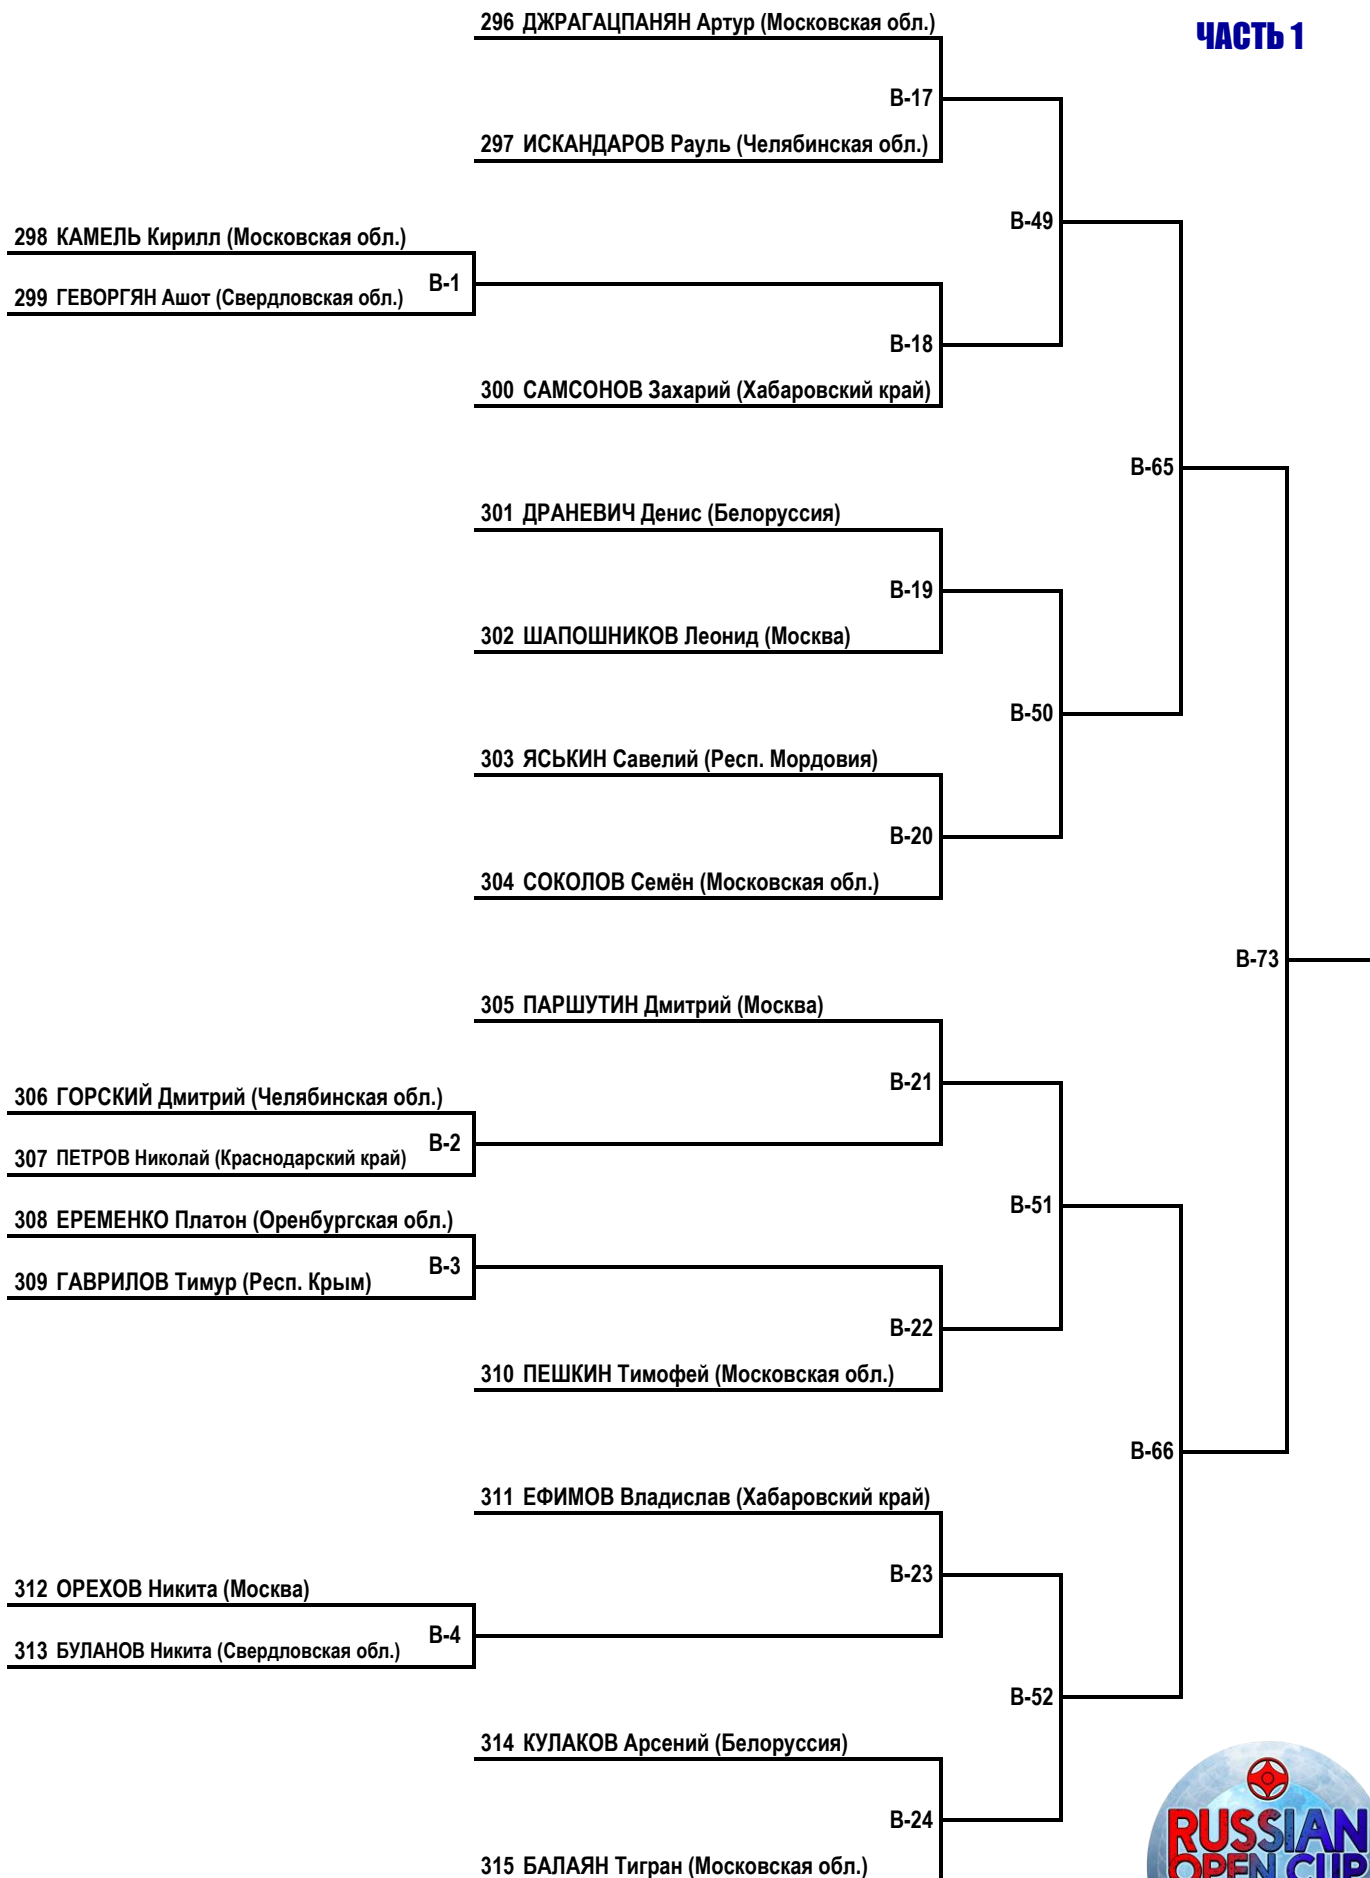 296 ДЖРАГАЦПАНЯН Артур (Московская обл.)
ЧАСТЬ 1
В-17
297 ИСКАНДАРОВ Рауль (Челябинская обл.)
В-49
298 КАМЕЛЬ Кирилл (Московская обл.)
В-1
299 ГЕВОРГЯН Ашот (Свердловская обл.)
В-18
300 САМСОНОВ Захарий (Хабаровский край)
В-65
301 ДРАНЕВИЧ Денис (Белоруссия)
В-19
302 ШАПОШНИКОВ Леонид (Москва)
В-50
303 ЯСЬКИН Савелий (Респ. Мордовия)
В-20
304 СОКОЛОВ Семён (Московская обл.)
В-73
305 ПАРШУТИН Дмитрий (Москва)
В-21
306 ГОРСКИЙ Дмитрий (Челябинская обл.)
В-2
307 ПЕТРОВ Николай (Краснодарский край)
В-51
308 ЕРЕМЕНКО Платон (Оренбургская обл.)
В-3
309 ГАВРИЛОВ Тимур (Респ. Крым)
В-22
310 ПЕШКИН Тимофей (Московская обл.)
В-66
311 ЕФИМОВ Владислав (Хабаровский край)
В-23
312 ОРЕХОВ Никита (Москва)
В-4
313 БУЛАНОВ Никита (Свердловская обл.)
В-52
314 КУЛАКОВ Арсений (Белоруссия)
В-24
315 БАЛАЯН Тигран (Московская обл.)
RUSSIAN
OPEN CUP